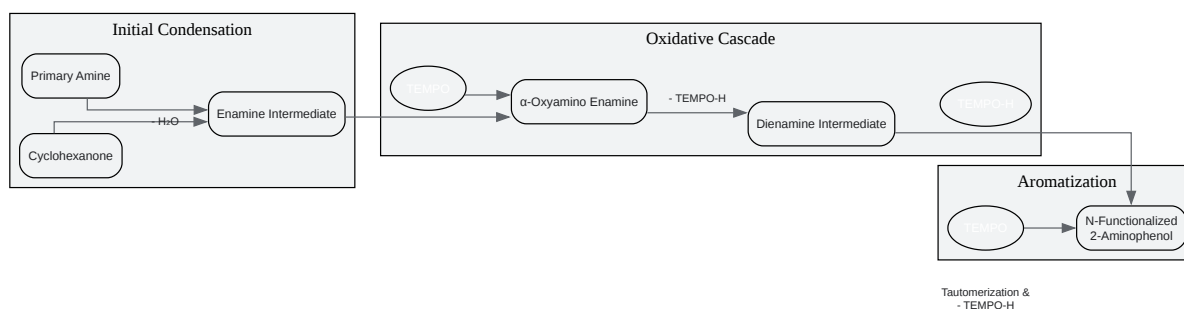 Initial Condensation
Primary Amine
Cyclohexanone
- H₂O
Enamine Intermediate
Oxidative Cascade
TEMPO
α-Oxyamino Enamine
- TEMPO-H
Dienamine Intermediate
TEMPO-H
Aromatization
TEMPO
N-Functionalized
2-Aminophenol
Tautomerization &
- TEMPO-H